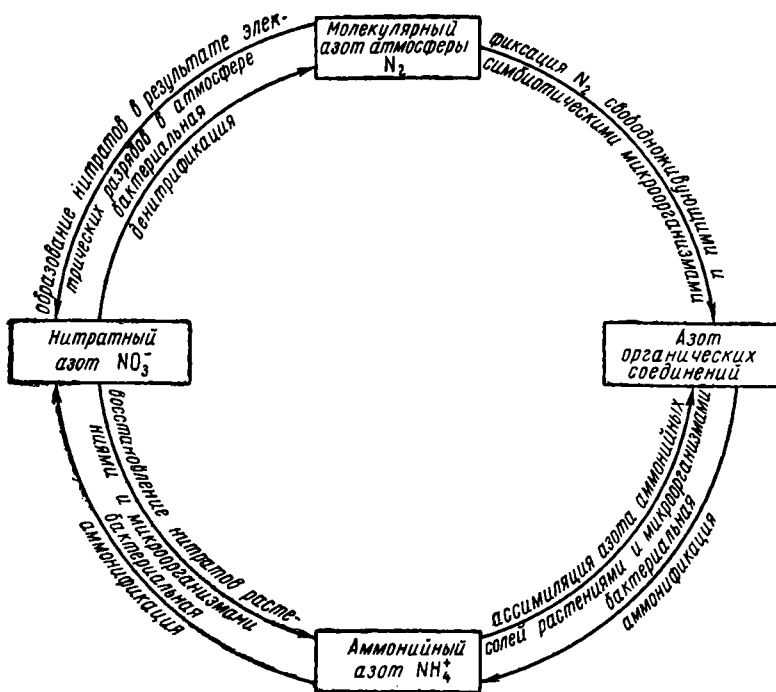 Молекулярный
азот атмосферы
N₂
образование нитратов в результате элек-
трических разрядов в атмосфере
бактериальная
денитрификация
фиксация N₂ свободноживущими и
симбиотическими микроорганизмами
Нитратный
азот NO₃⁻
Азот
органических
соединений
восстановление нитратов расте-
ниями и микроорганизмами
бактериальная
аммонификация
ассимиляция азота аммонийных
солей растениями и микроорганизмами
бактериальная
аммонификация
Аммонийный
азот NH₄⁺